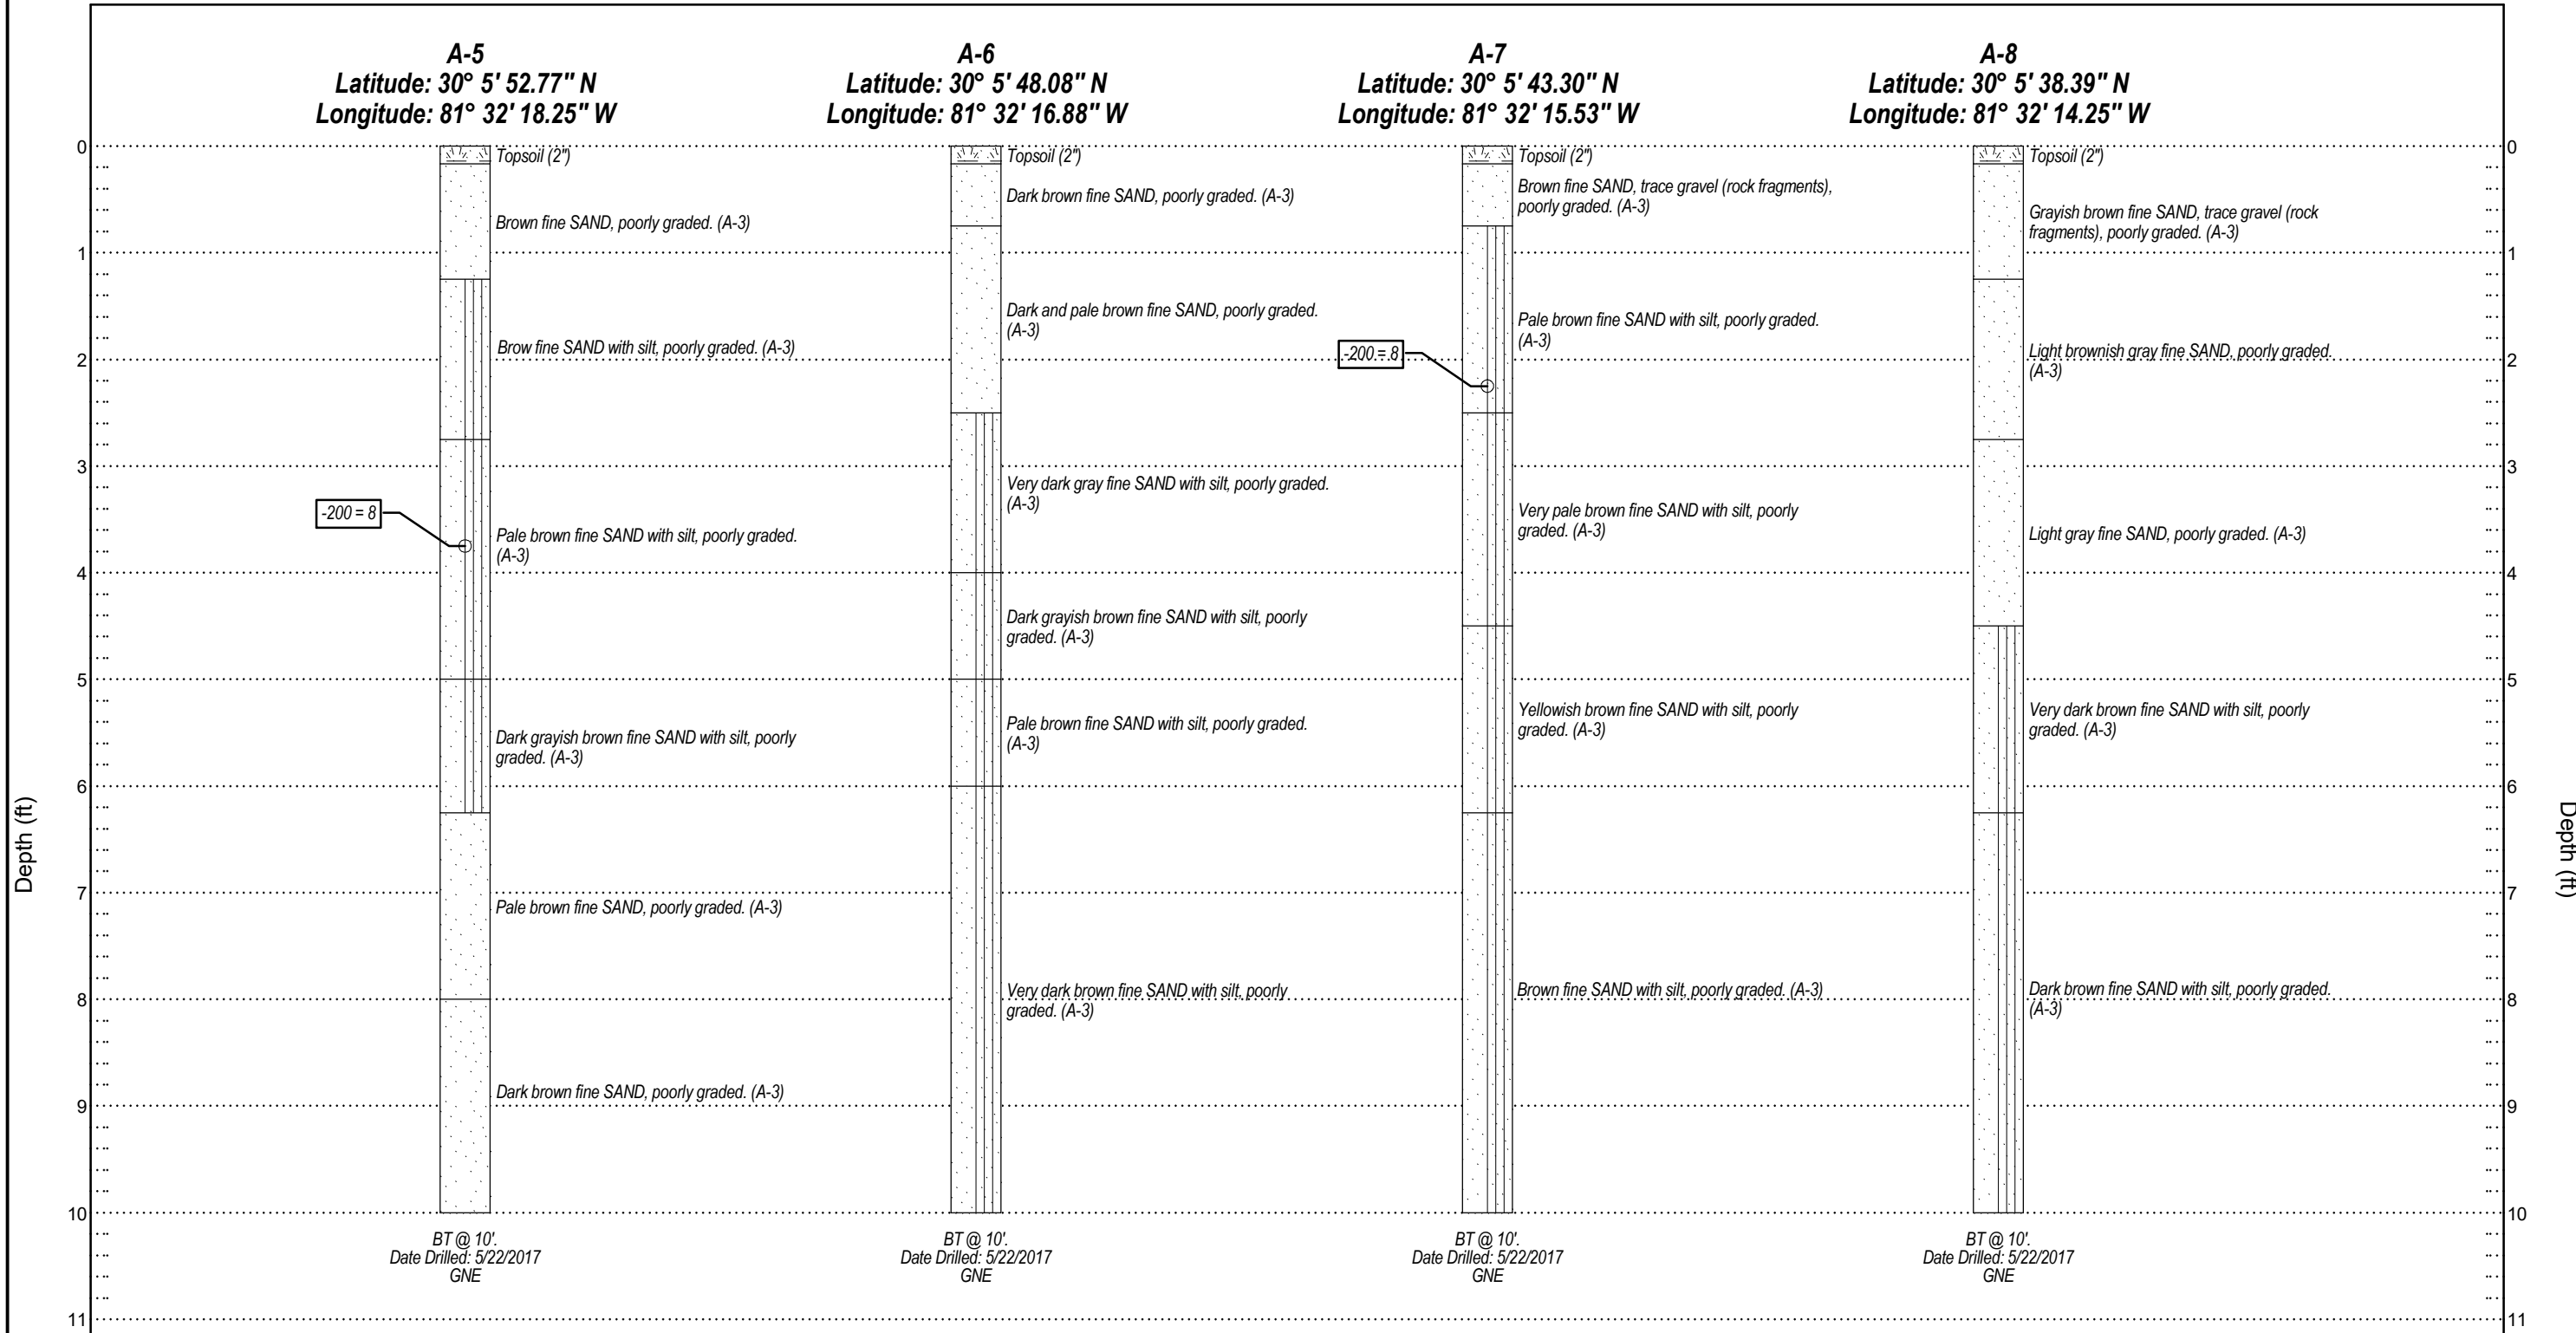 A-5
Latitude: 30° 5' 52.77" N
Longitude: 81° 32' 18.25" W
A-6
Latitude: 30° 5' 48.08" N
Longitude: 81° 32' 16.88" W
A-7
Latitude: 30° 5' 43.30" N
Longitude: 81° 32' 15.53" W
A-8
Latitude: 30° 5' 38.39" N
Longitude: 81° 32' 14.25" W
Depth (ft)
0
1
2
3
4
5
6
7
8
9
10
11
Topsoil (2")
Brown fine SAND, poorly graded. (A-3)
Brow fine SAND with silt, poorly graded. (A-3)
-200 = 8
Pale brown fine SAND with silt, poorly graded.
(A-3)
Dark grayish brown fine SAND with silt, poorly
graded. (A-3)
Pale brown fine SAND, poorly graded. (A-3)
Dark brown fine SAND, poorly graded. (A-3)
BT @ 10'.
Date Drilled: 5/22/2017
GNE
Topsoil (2")
Dark brown fine SAND, poorly graded. (A-3)
Dark and pale brown fine SAND, poorly graded.
(A-3)
Very dark gray fine SAND with silt, poorly graded.
(A-3)
Dark grayish brown fine SAND with silt, poorly
graded. (A-3)
Pale brown fine SAND with silt, poorly graded.
(A-3)
Very dark brown fine SAND with silt, poorly
graded. (A-3)
BT @ 10'.
Date Drilled: 5/22/2017
GNE
Topsoil (2")
Brown fine SAND, trace gravel (rock fragments),
poorly graded. (A-3)
Pale brown fine SAND with silt, poorly graded.
(A-3)
-200 = 8
Very pale brown fine SAND with silt, poorly
graded. (A-3)
Yellowish brown fine SAND with silt, poorly
graded. (A-3)
Brown fine SAND with silt, poorly graded. (A-3)
BT @ 10'.
Date Drilled: 5/22/2017
GNE
Topsoil (2")
Grayish brown fine SAND, trace gravel (rock
fragments), poorly graded. (A-3)
Light brownish gray fine SAND, poorly graded.
(A-3)
Light gray fine SAND, poorly graded. (A-3)
Very dark brown fine SAND with silt, poorly
graded. (A-3)
Dark brown fine SAND with silt, poorly graded.
(A-3)
BT @ 10'.
Date Drilled: 5/22/2017
GNE
0
1
2
3
4
5
6
7
8
9
10
11
Depth (ft)